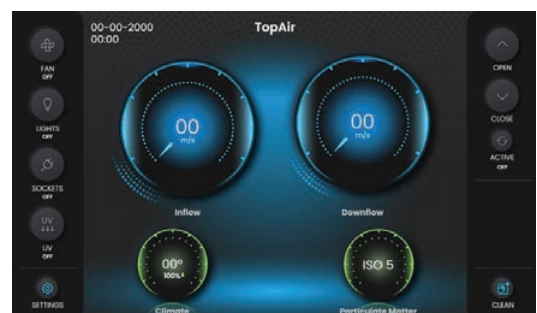 00-00-2000
00:00
TopAir
FAN
OFF
LIGHTS
OFF
SOCKETS
OFF
UV
UV
OFF
SETTINGS
00
m/s
Inflow
00
m/s
Downflow
00°
100%
Climate
ISO 5
Particulate Matter
OPEN
CLOSE
ACTIVE
OFF
CLEAN